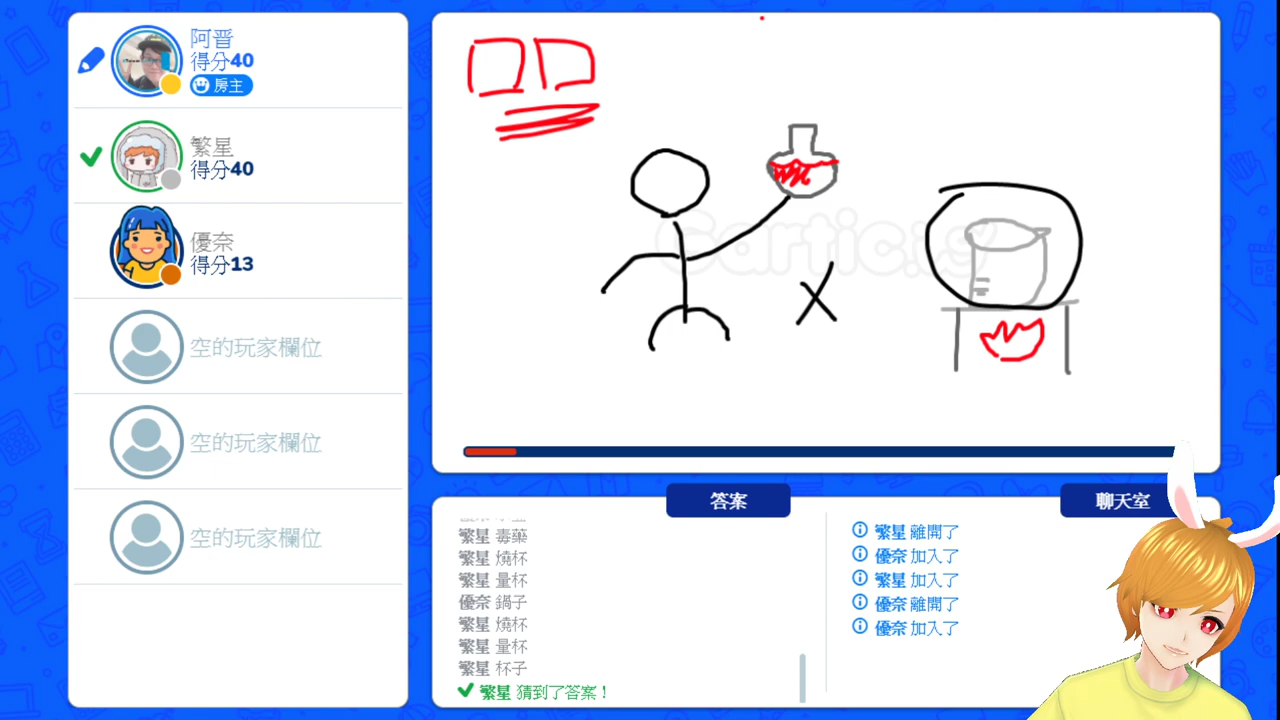 阿晋
得分40
房主
繁星
得分40
優奈
得分13
空的玩家欄位
空的玩家欄位
空的玩家欄位
Gartic.io
答案
繁星 毒藥
繁星 燒杯
繁星 量杯
優奈 鍋子
繁星 燒杯
繁星 量杯
繁星 杯子
繁星 猜到了答案!
聊天室
繁星 離開了
優奈 加入了
繁星 加入了
優奈 離開了
優奈 加入了